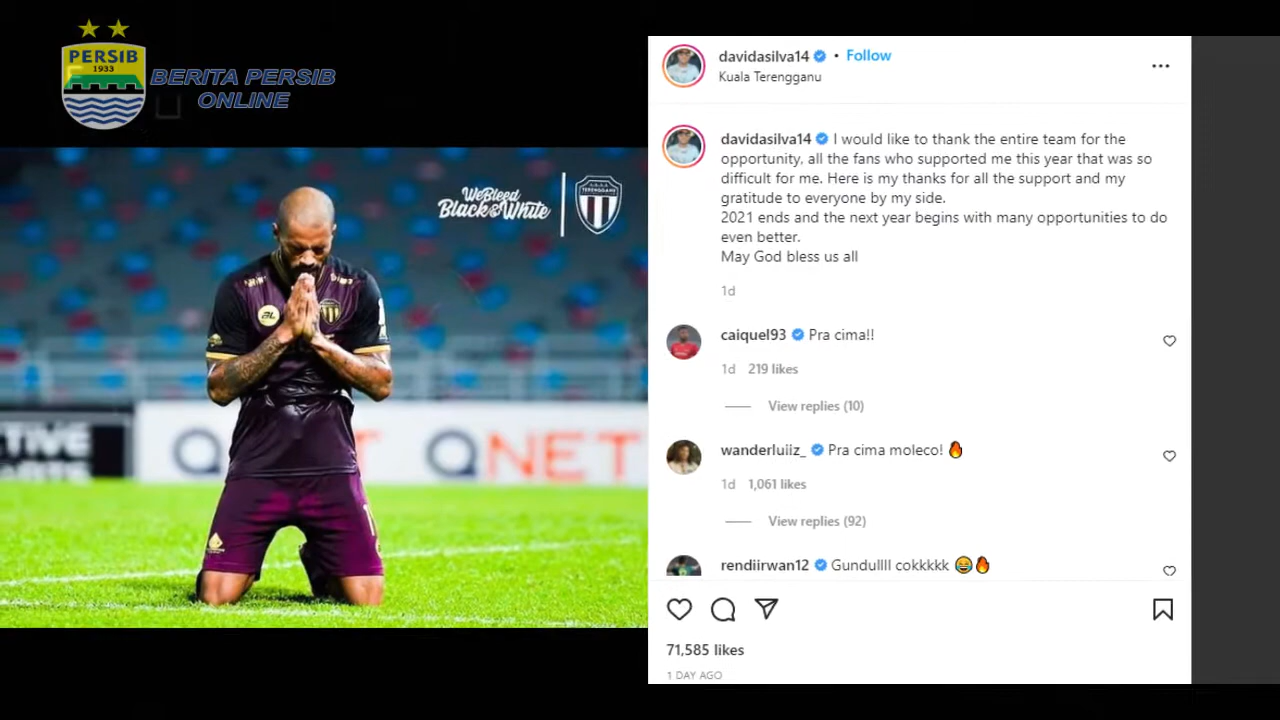 PERSIB
1933
BERITA PERSIB
ONLINE
We Bleed
Black & White
TERENGGANU
QNET
QNET
davidasilva14 • Follow
Kuala Terengganu
davidasilva14 I would like to thank the entire team for the
opportunity, all the fans who supported me this year that was so
difficult for me. Here is my thanks for all the support and my
gratitude to everyone by my side.
2021 ends and the next year begins with many opportunities to do
even better.
May God bless us all
1d
caiquel93 Pra cima!!
1d 219 likes
View replies (10)
wanderluiiz_ Pra cima moleco! 🔥
1d 1,061 likes
View replies (92)
rendiirwan12 Gundullll cokkkkk 😂🔥
71,585 likes
1 DAY AGO